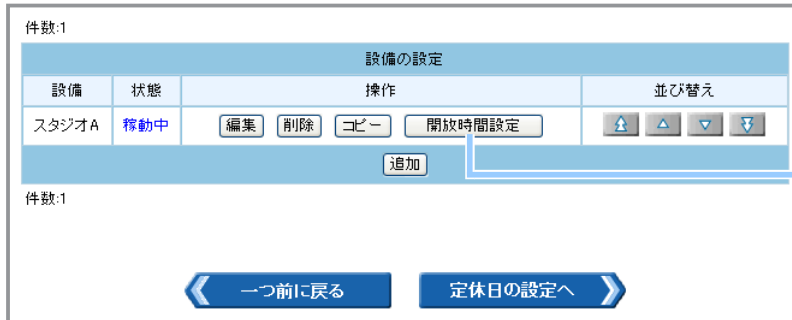 件数:1
設備の設定
設備 状態 操作 並び替え
スタジオA 稼動中 編集 削除 コピー 開放時間設定
追加
件数:1
一つ前に戻る 定休日の設定へ